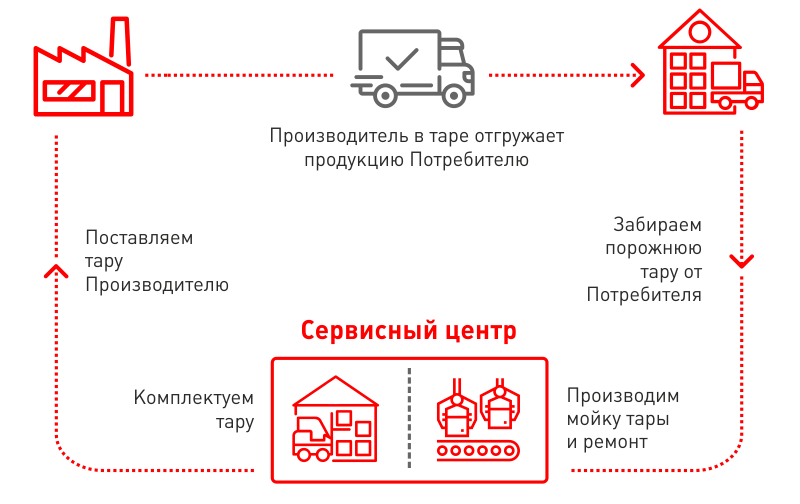 Производитель в таре отгружает
продукцию Потребителю
Забираем
порожнюю
тару от
Потребителя
Поставляем
тару
Производителю
Сервисный центр
Комплектуем
тару
Производим
мойку тары
и ремонт